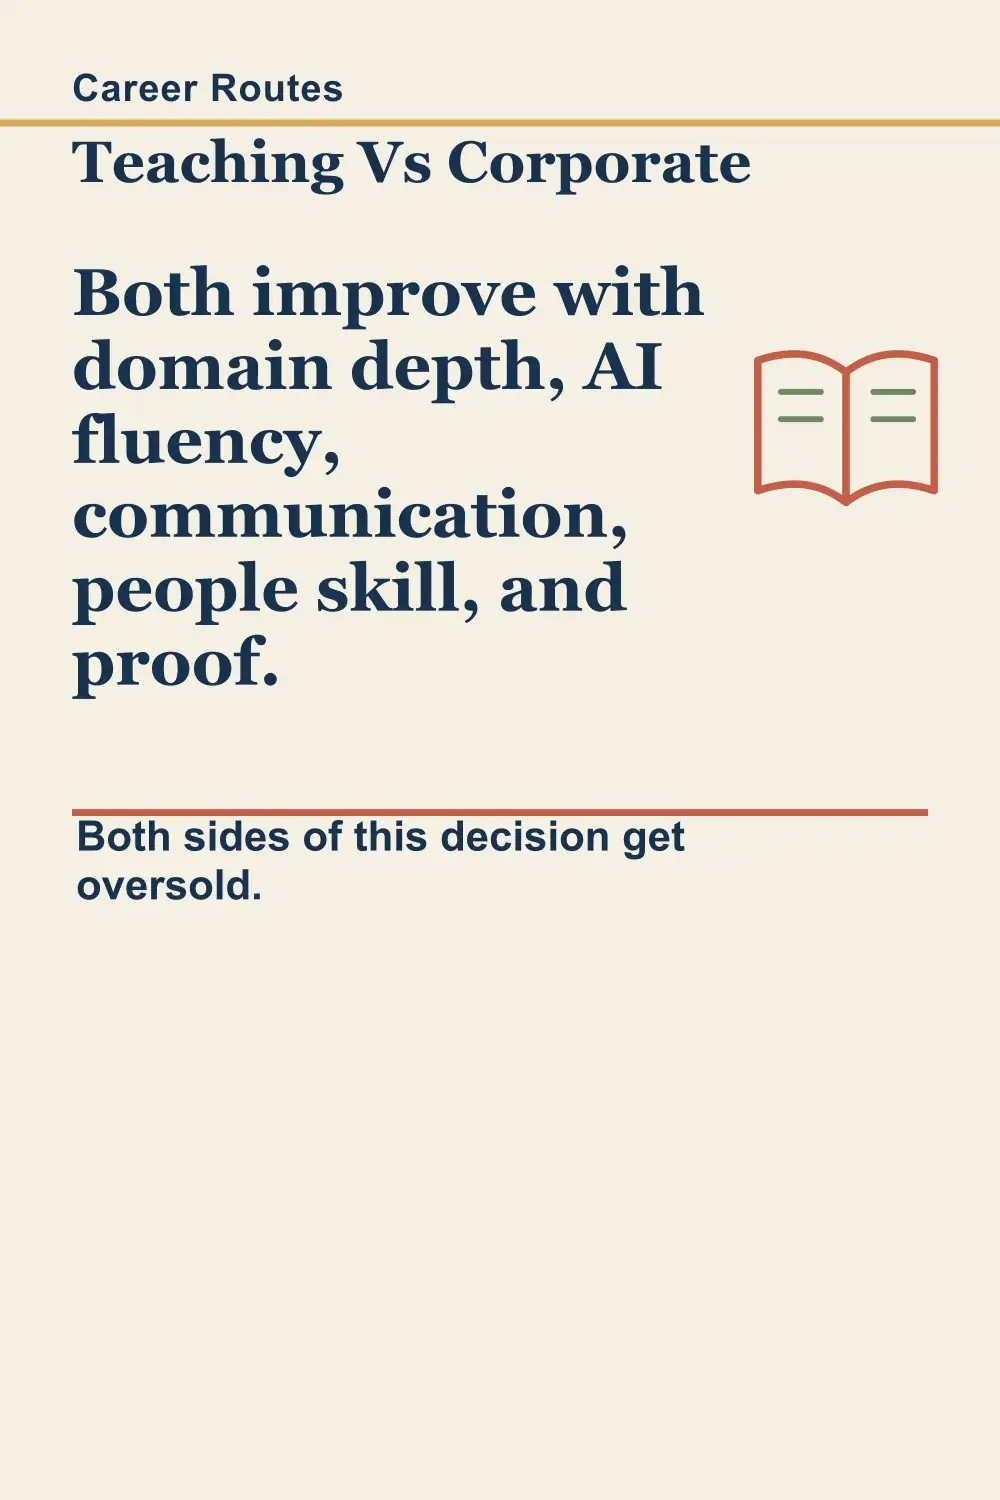 Career Routes
Teaching Vs Corporate
Both improve with
domain depth, AI
fluency,
communication,
people skill, and
proof.
Both sides of this decision get
oversold.